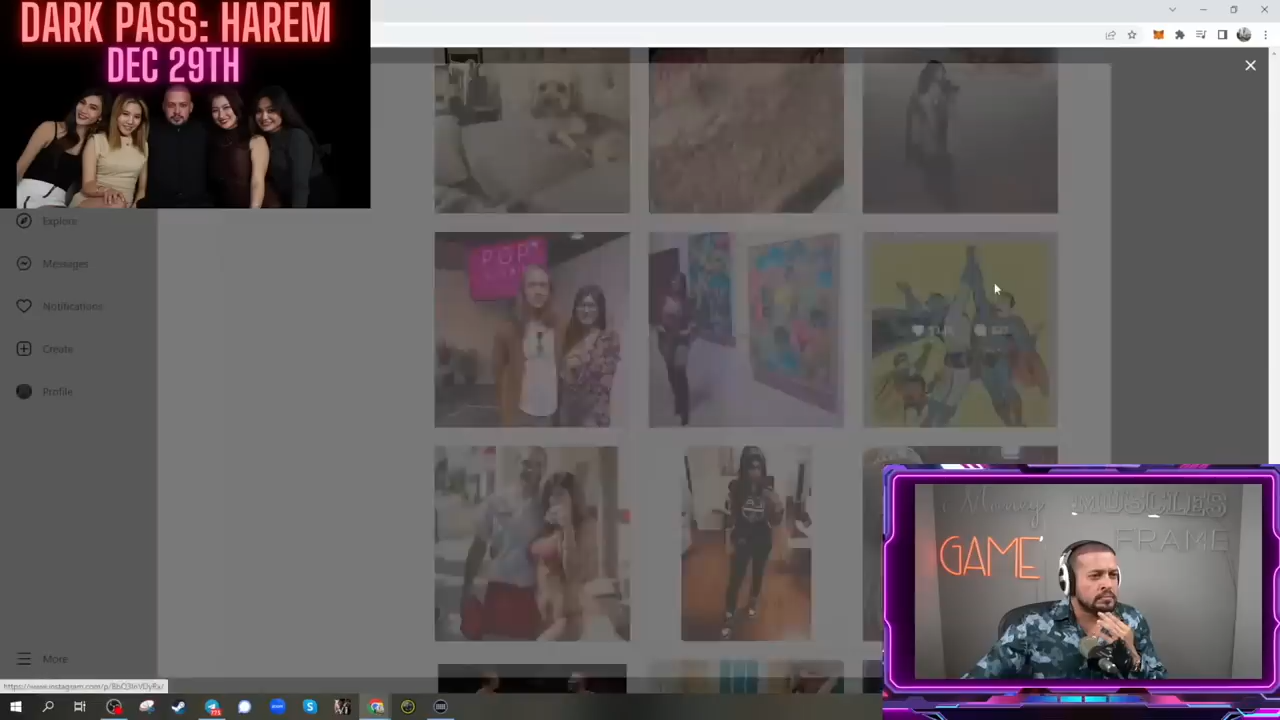 DARK PASS: HAREM
DEC 29TH
Explore
Messages
Notifications
Create
Profile
More
POP
Money
MUSCLES
GAME
FRAME